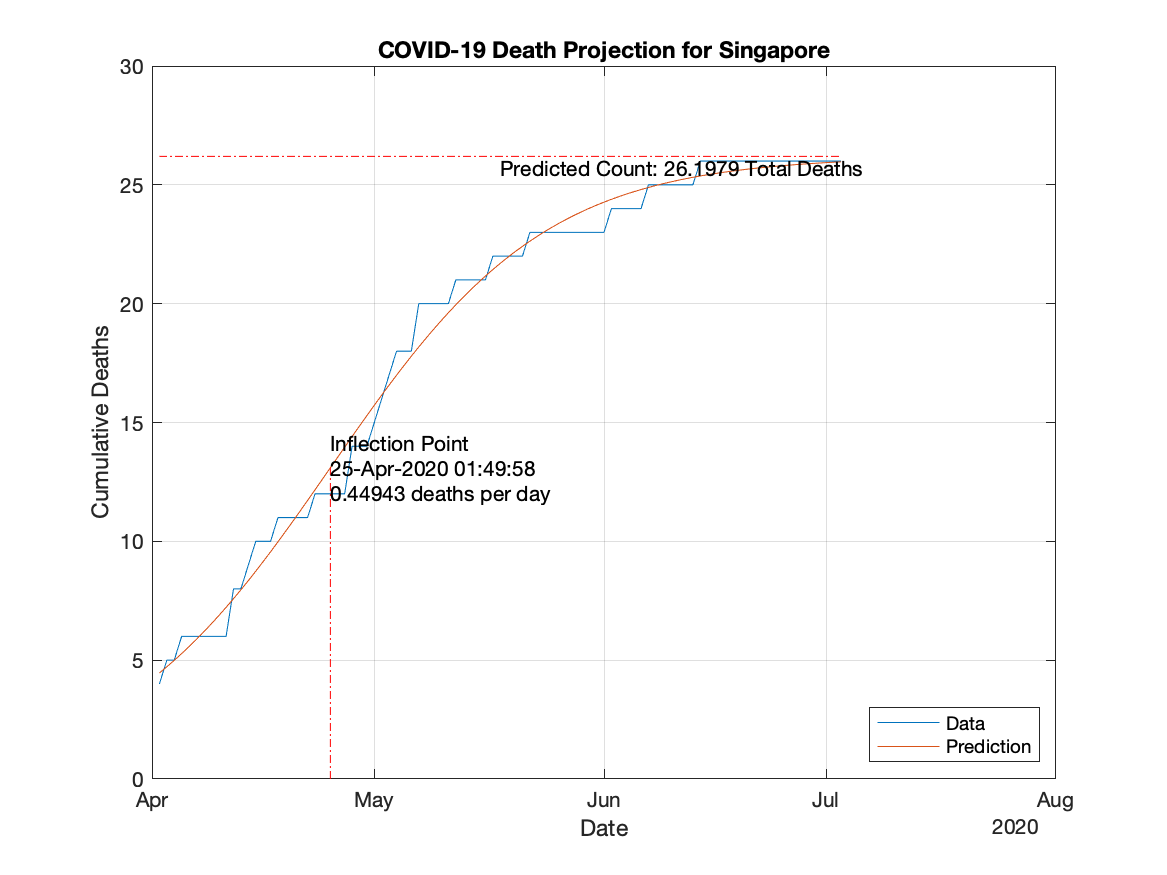 COVID-19 Death Projection for Singapore
30
25
20
15
10
5
0
Cumulative Deaths
Predicted Count: 26.1979 Total Deaths
Inflection Point
25-Apr-2020 01:49:58
0.44943 deaths per day
Data
Prediction
Apr May Jun Jul Aug
Date
2020